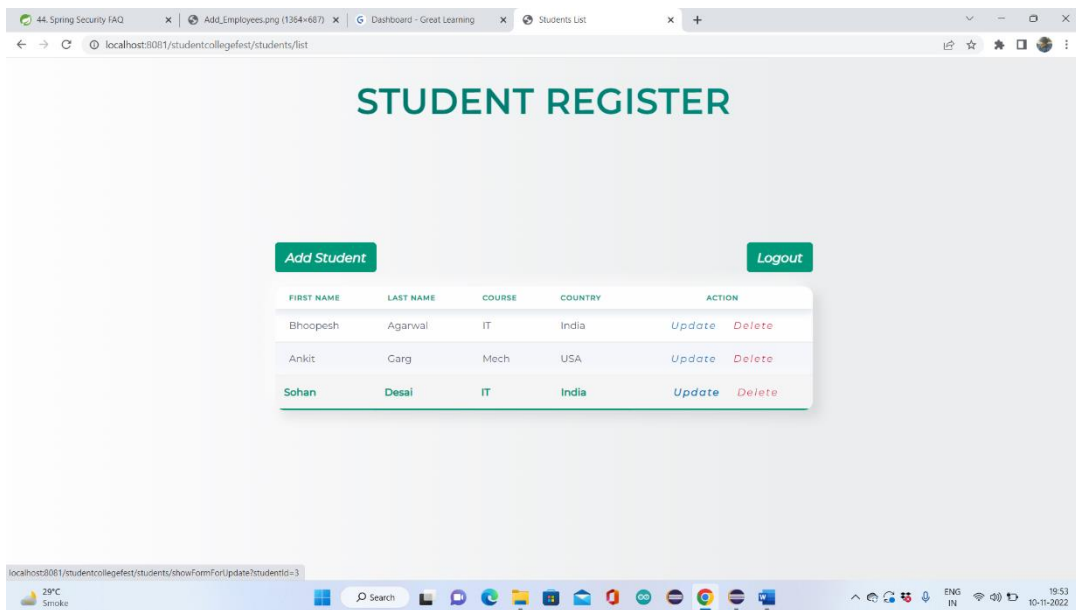 44. Spring Security FAQ
Add_Employees.png (1364×687)
Dashboard - Great Learning
Students List
localhost:8081/studentcollegefest/students/list
STUDENT REGISTER
Add Student
Logout
FIRST NAME LAST NAME COURSE COUNTRY ACTION
Bhoopesh Agarwal IT India Update Delete
Ankit Garg Mech USA Update Delete
Sohan Desai IT India Update Delete
localhost:8081/studentcollegefest/students/showFormForUpdate?studentId=3
29°C
Smoke
Search
ENG
IN
19:53
10-11-2022